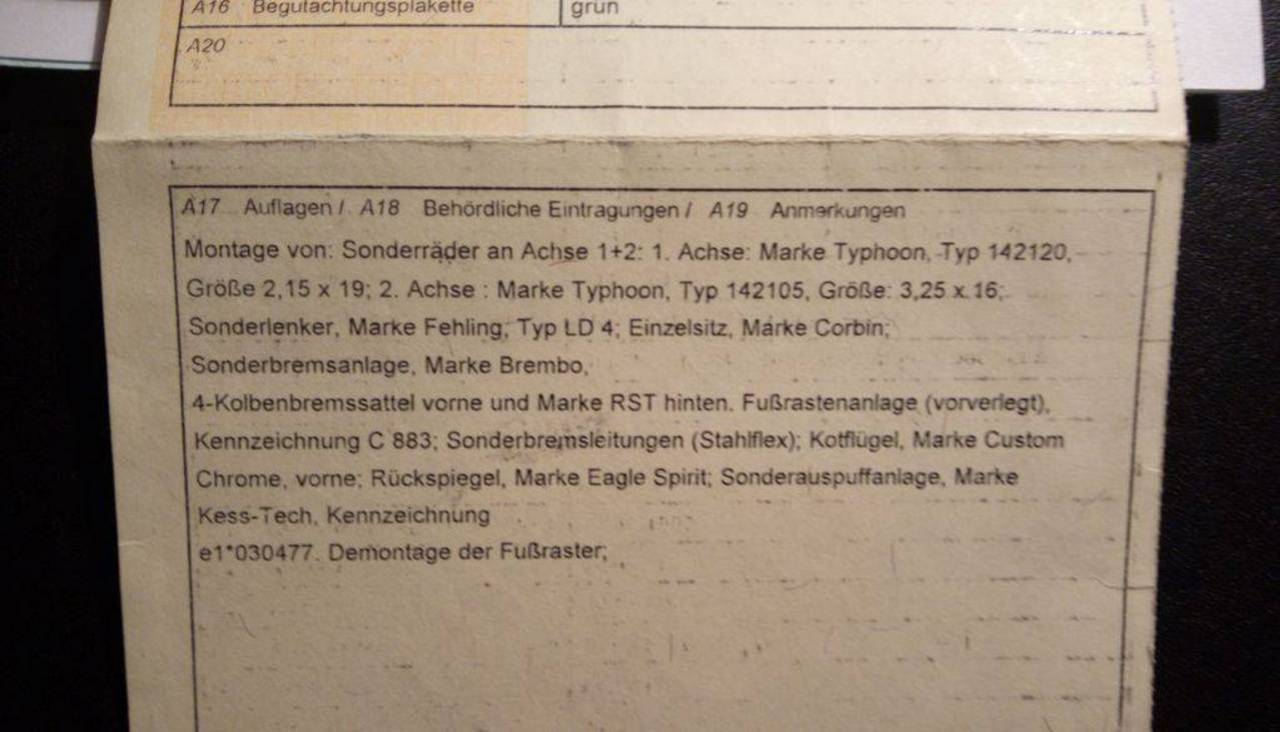 A16 Begutachtungsplakette grün
A20
A17 Auflagen / A18 Behördliche Eintragungen / A19 Anmerkungen
Montage von: Sonderräder an Achse 1+2: 1. Achse: Marke Typhoon, Typ 142120,
Größe 2,15 x 19; 2. Achse : Marke Typhoon, Typ 142105, Größe: 3,25 x 16;
Sonderlenker, Marke Fehling, Typ LD 4; Einzelsitz, Marke Corbin;
Sonderbremsanlage, Marke Brembo,
4-Kolbenbremssattel vorne und Marke RST hinten. Fußrastenanlage (vorverlegt),
Kennzeichnung C 883; Sonderbremsleitungen (Stahlflex); Kotflügel, Marke Custom
Chrome, vorne; Rückspiegel, Marke Eagle Spirit; Sonderauspuffanlage, Marke
Kess-Tech, Kennzeichnung
e1*030477. Demontage der Fußraster;